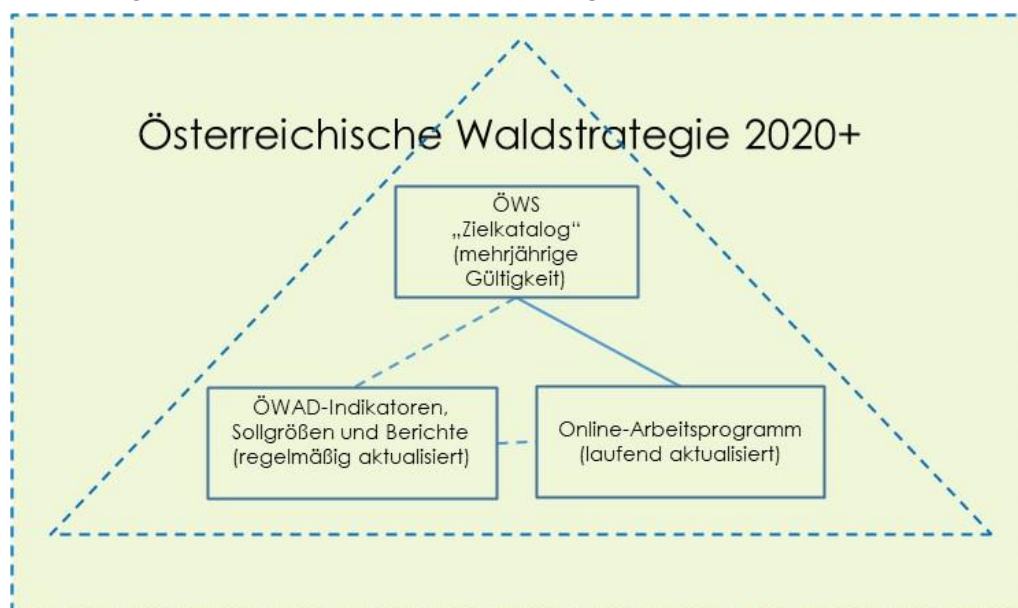 Österreichische Waldstrategie 2020+
ÖWS
„Zielkatalog“
(mehrjährige
Gültigkeit)
ÖWAD-Indikatoren,
Sollgrößen und Berichte
(regelmäßig aktualisiert)
Online-Arbeitsprogramm
(laufend aktualisiert)